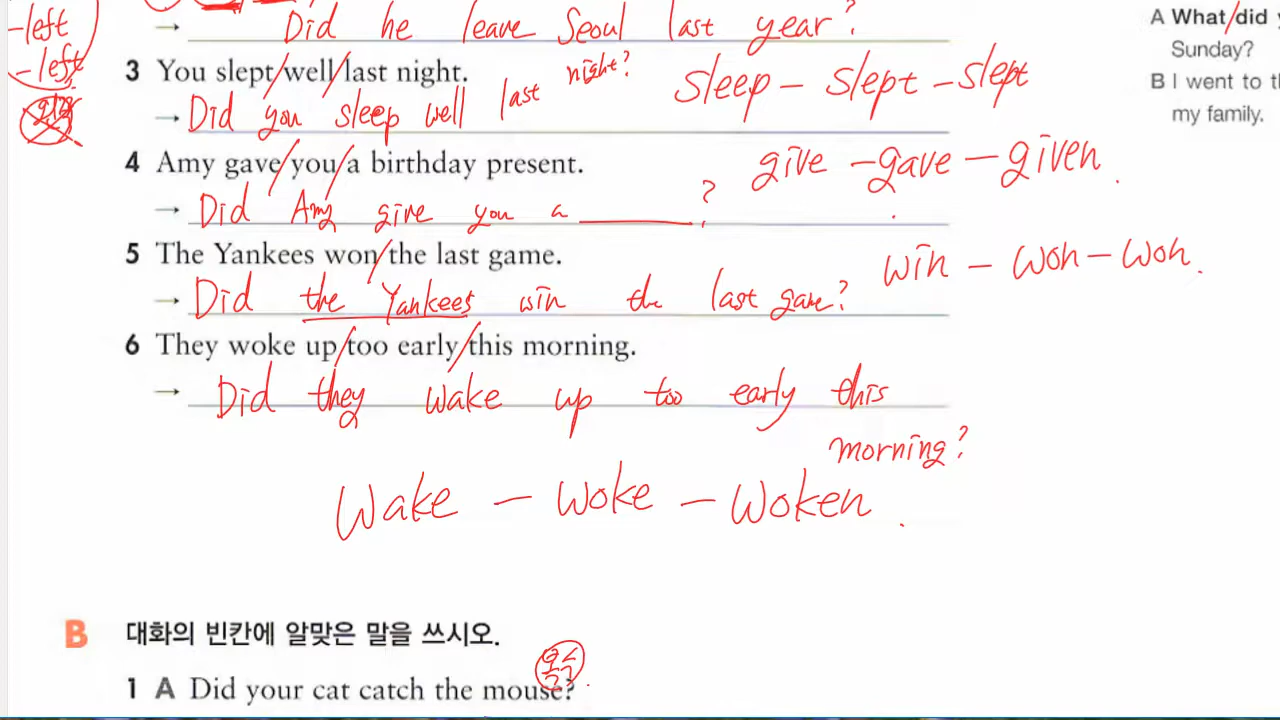 -left
→ Did he leave Seoul last year?
-left
A What/did
Sunday?
B I went to
my family.
3 You slept/well/last night.
→ Did you sleep well last night?
sleep – slept – slept
4 Amy gave/you/a birthday present.
give – gave – given
→ Did Amy give you a ______?
5 The Yankees won/the last game.
win – won – won
→ Did the Yankees win the last game?
6 They woke up/too early/this morning.
→ Did they wake up too early this
morning?
Wake – woke – woken
B 대화의 빈칸에 알맞은 말을 쓰시오.
1 A Did your cat catch the mouse?